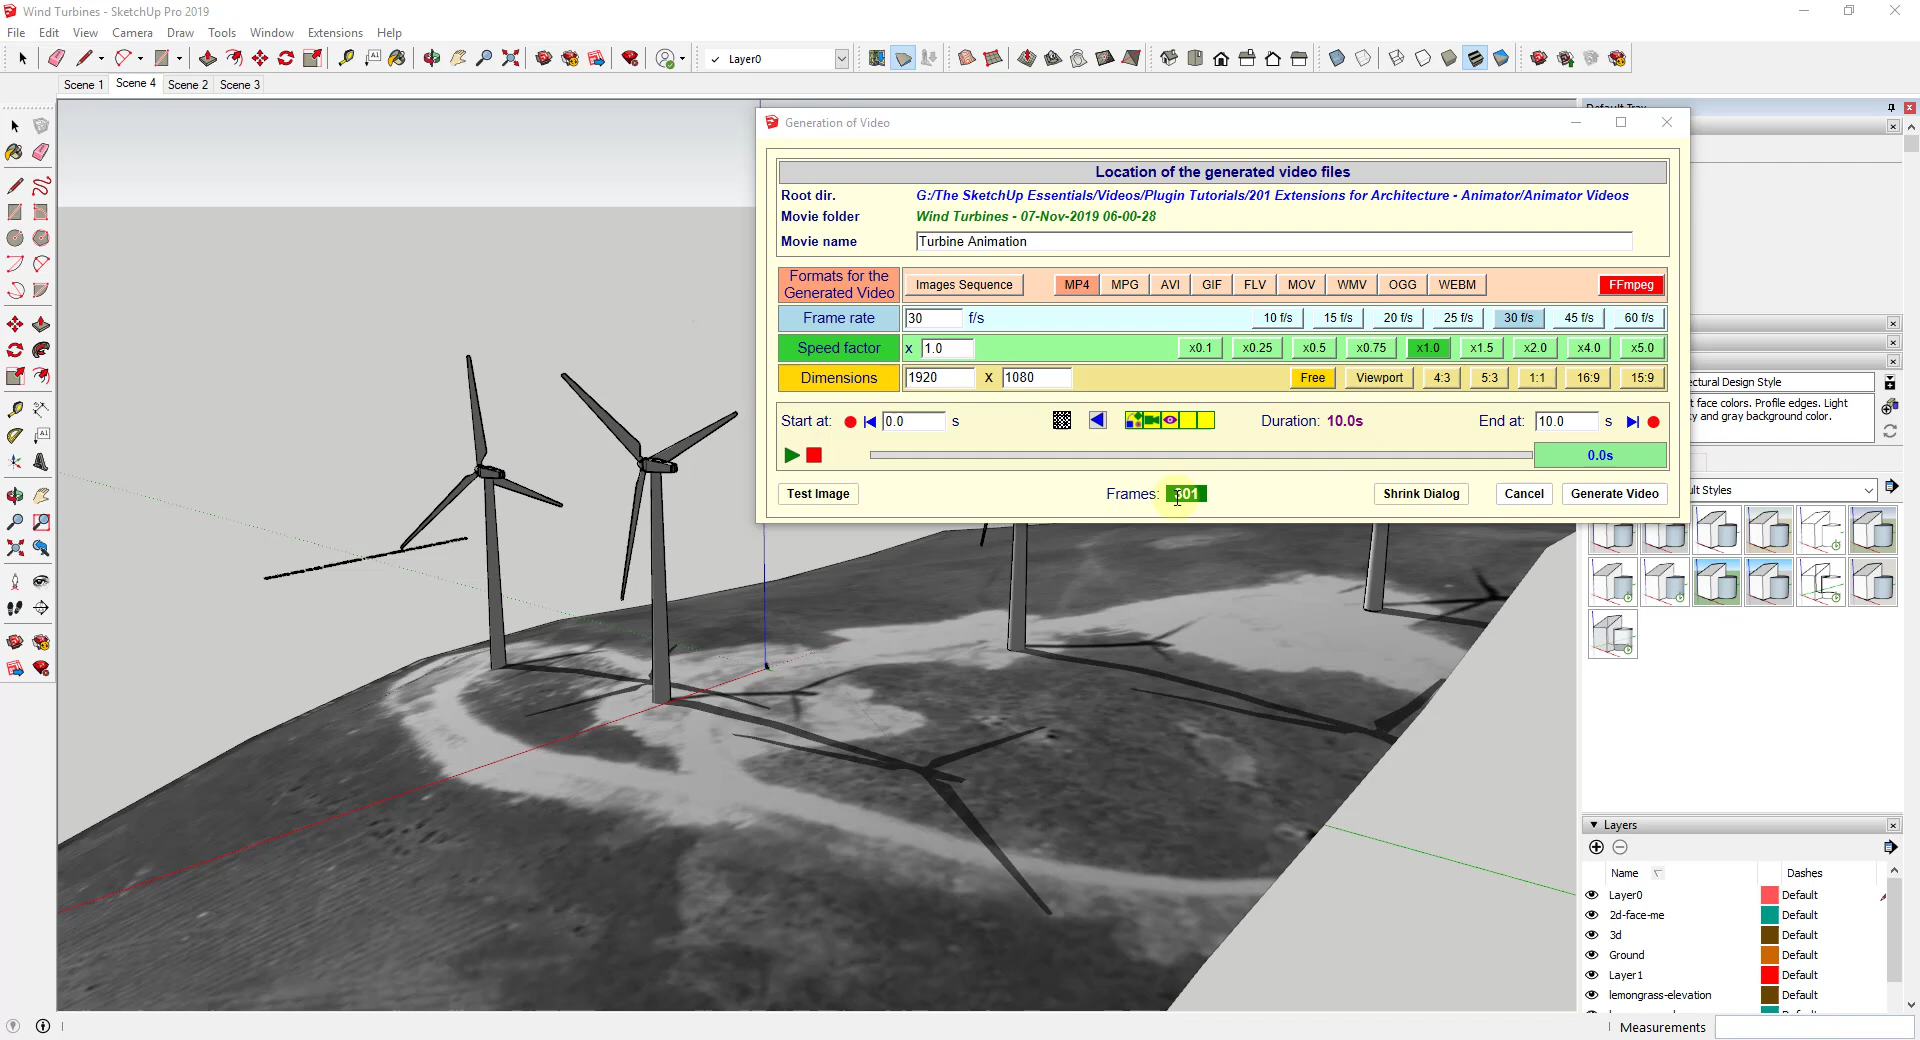 Wind Turbines - SketchUp Pro 2019
File Edit View Camera Draw Tools Window Extensions Help
Layer0
Scene 1 Scene 4 Scene 2 Scene 3
Generation of Video
Location of the generated video files
Root dir. G:/The SketchUp Essentials/Videos/Plugin Tutorials/201 Extensions for Architecture - Animator/Animator Videos
Movie folder Wind Turbines - 07-Nov-2019 06-00-28
Movie name Turbine Animation
Formats for the Generated Video Images Sequence MP4 MPG AVI GIF FLV MOV WMV OGG WEBM FFmpeg
Frame rate 30 f/s 10 f/s 15 f/s 20 f/s 25 f/s 30 f/s 45 f/s 60 f/s
Speed factor x 1.0 x0.1 x0.25 x0.5 x0.75 x1.0 x1.5 x2.0 x4.0 x5.0
Dimensions 1920 X 1080 Free Viewport 4:3 5:3 1:1 16:9 15:9
Start at: 0.0 s Duration: 10.0s End at: 10.0 s
0.0s
Test Image Frames: 301 Shrink Dialog Cancel Generate Video
ectural Design Style
t face colors. Profile edges. Light
y and gray background color.
ult Styles
Layers
Name Dashes
Layer0 Default
2d-face-me Default
3d Default
Ground Default
Layer1 Default
lemongrass-elevation Default
Measurements